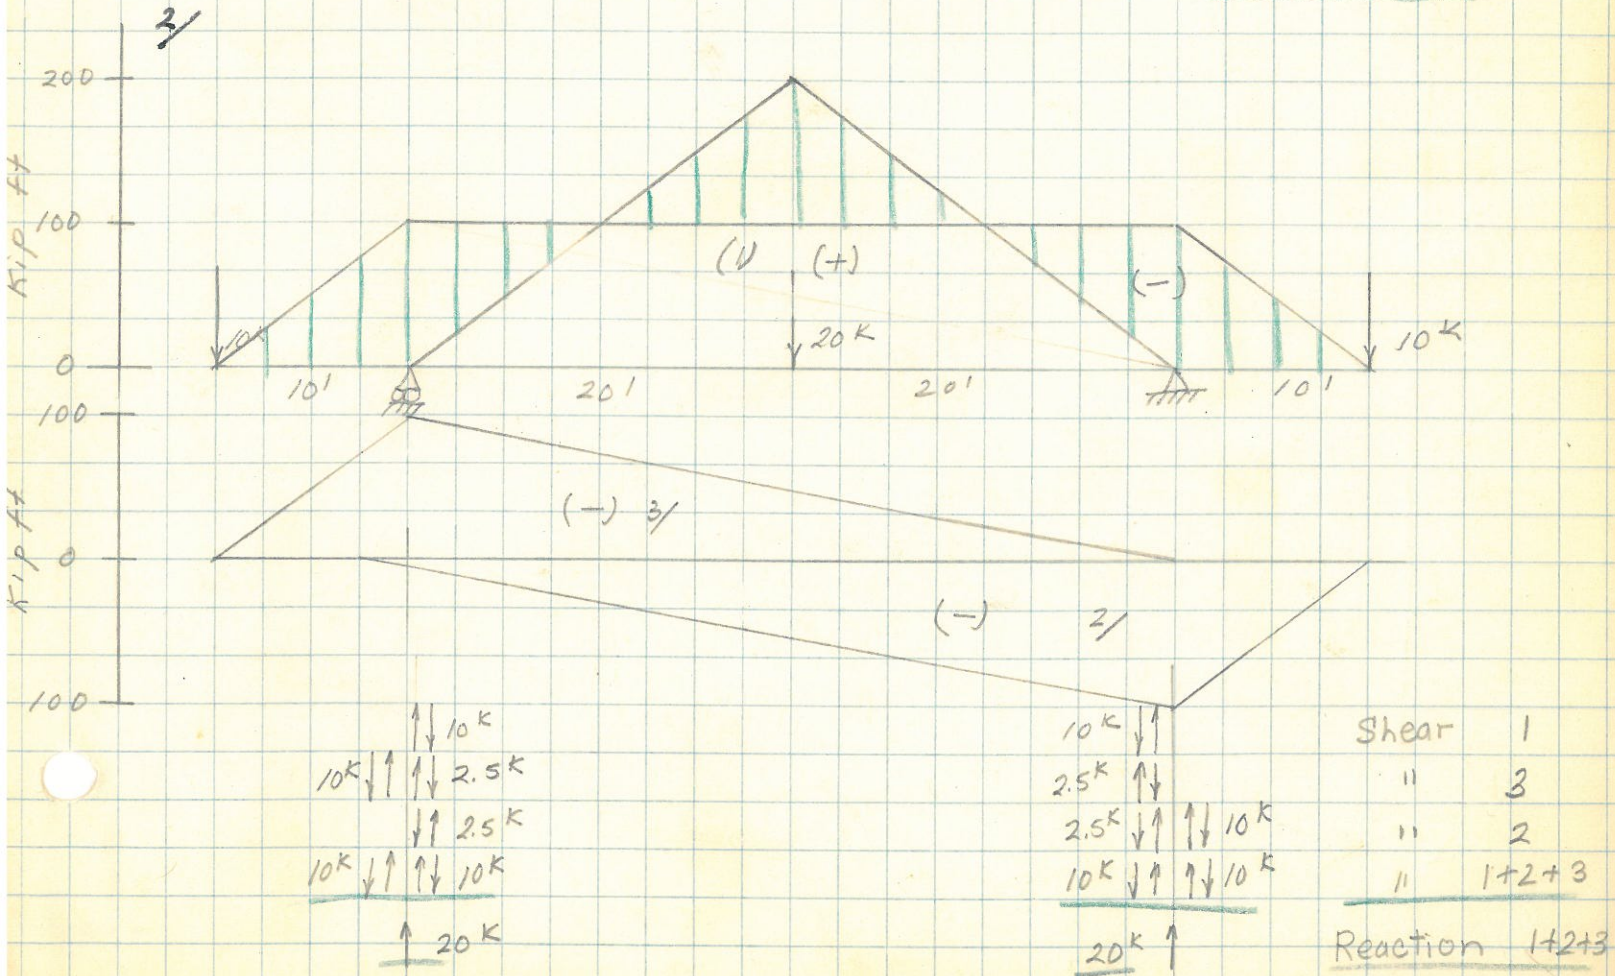 2/
200
Kip ft
100
(1) (+)
(-)
10K
20K
10K
0
10' 20' 20' 10'
100
Kip ft
(-) 3/
0
(-) 2/
100
10K 10K Shear 1
10K 2.5K 2.5K " 3
2.5K 2.5K 10K " 2
10K 10K 10K 10K " 1+2+3
20K 20K Reaction 1+2+3